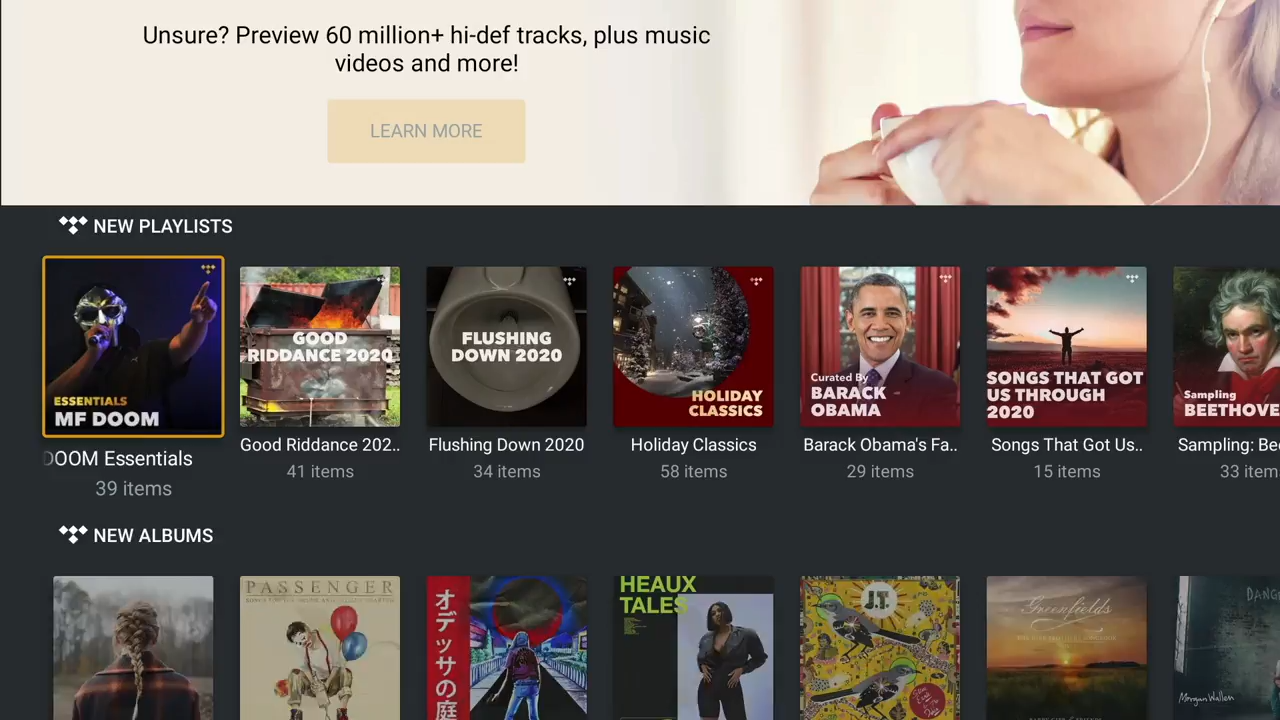 Unsure? Preview 60 million+ hi-def tracks, plus music
videos and more!
LEARN MORE
NEW PLAYLISTS
ESSENTIALS
MF DOOM
GOOD
RIDDANCE 2020
FLUSHING
DOWN 2020
HOLIDAY
CLASSICS
Curated By
BARACK
OBAMA
SONGS THAT GOT
US THROUGH
2020
Sampling
BEETHOVE
DOOM Essentials
Good Riddance 202..
Flushing Down 2020
Holiday Classics
Barack Obama's Fa..
Songs That Got Us..
Sampling: Be
39 items
41 items
34 items
58 items
29 items
15 items
33 item
NEW ALBUMS
PASSENGER
オデッサの庭
HEAUX
TALES
J.T.
Greenfields
DANG
Morgan Wallen